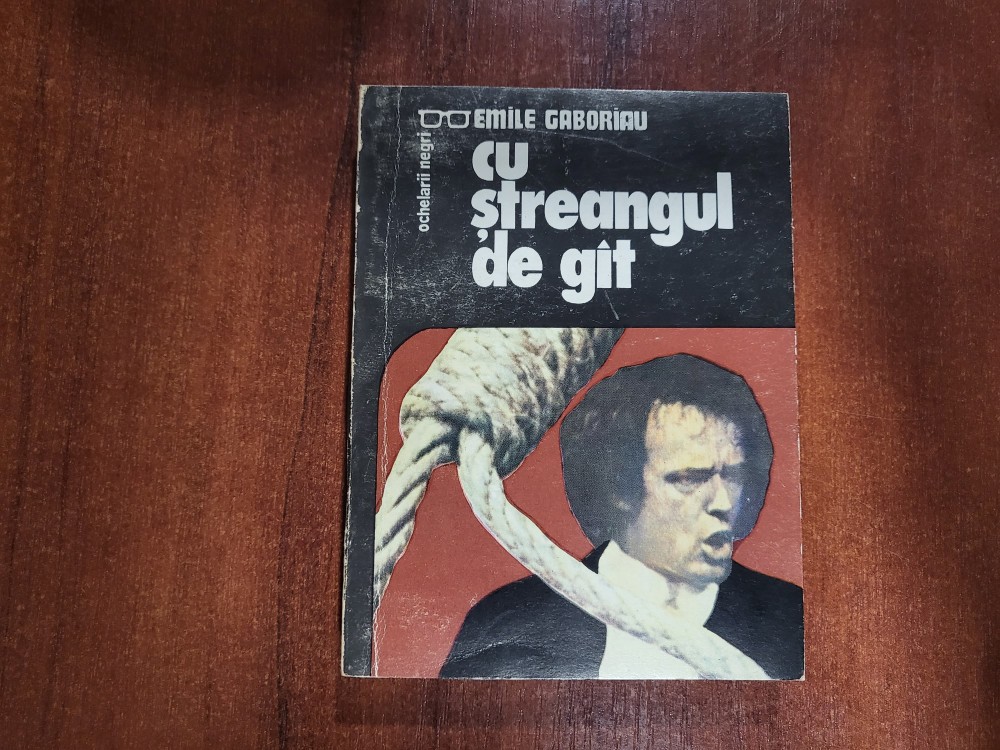 ochelarii negri
EMILE GABORIAU
cu
ștreangul
de gît